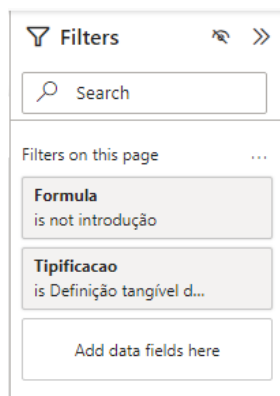 Filters
Search
Filters on this page
...
Formula
is not introdução
Tipificacao
is Definição tangível d...
Add data fields here